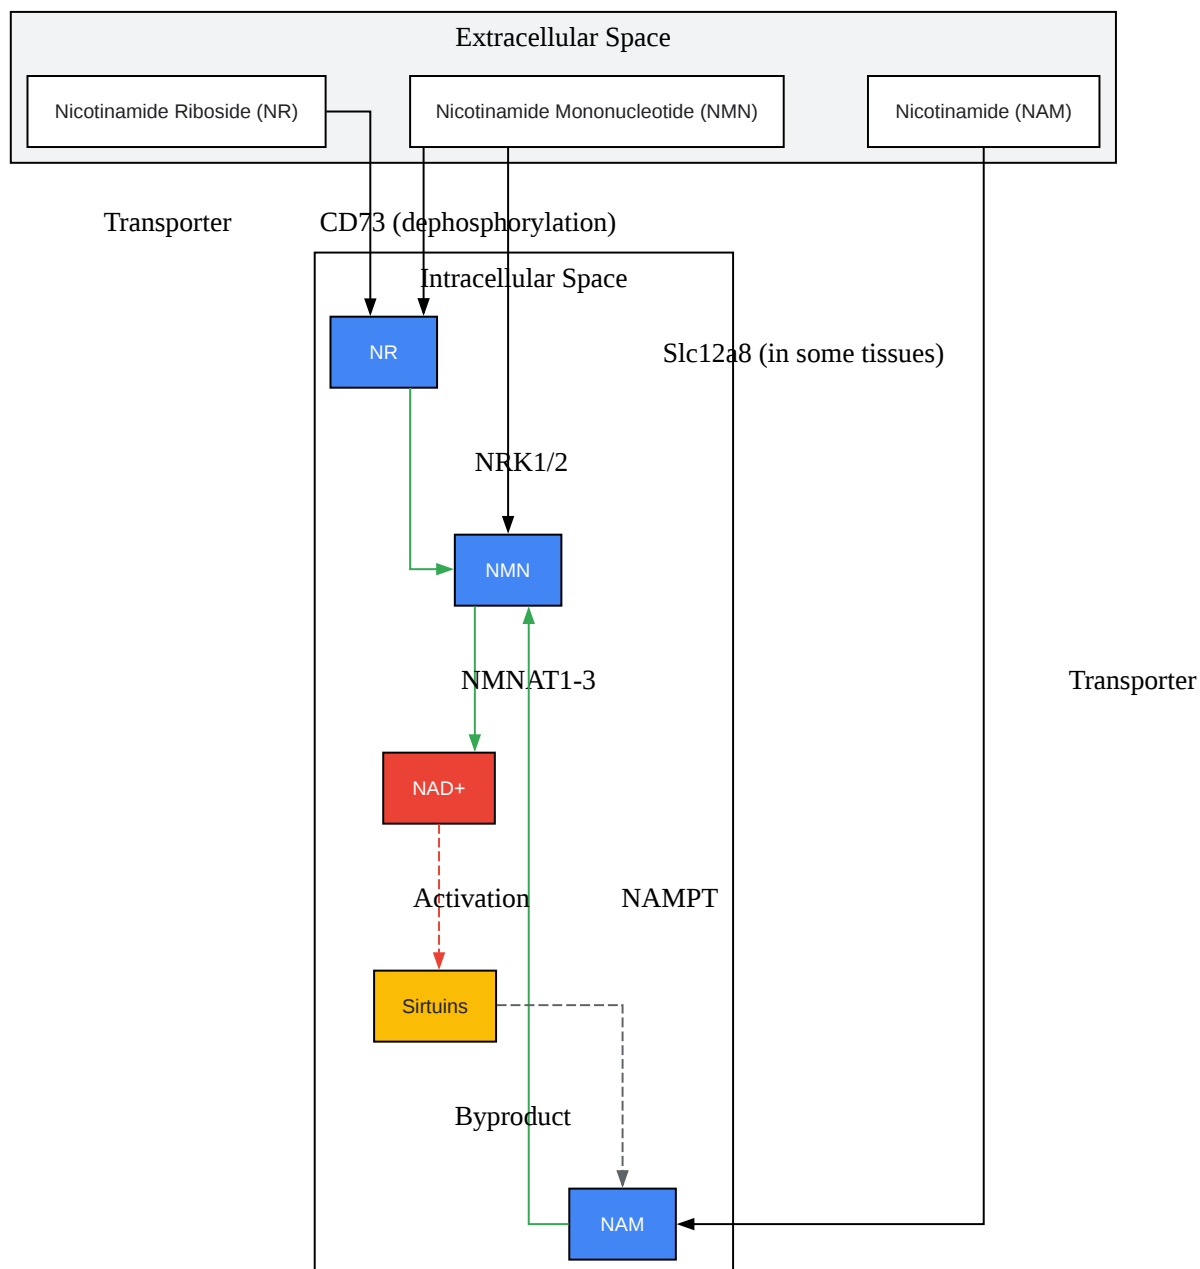 Extracellular Space
Nicotinamide Riboside (NR)
Nicotinamide Mononucleotide (NMN)
Nicotinamide (NAM)
Transporter
CD73 (dephosphorylation)
Intracellular Space
NR
Slc12a8 (in some tissues)
NRK1/2
NMN
NMNAT1-3
Transporter
NAD+
Activation
NAMPT
Sirtuins
Byproduct
NAM